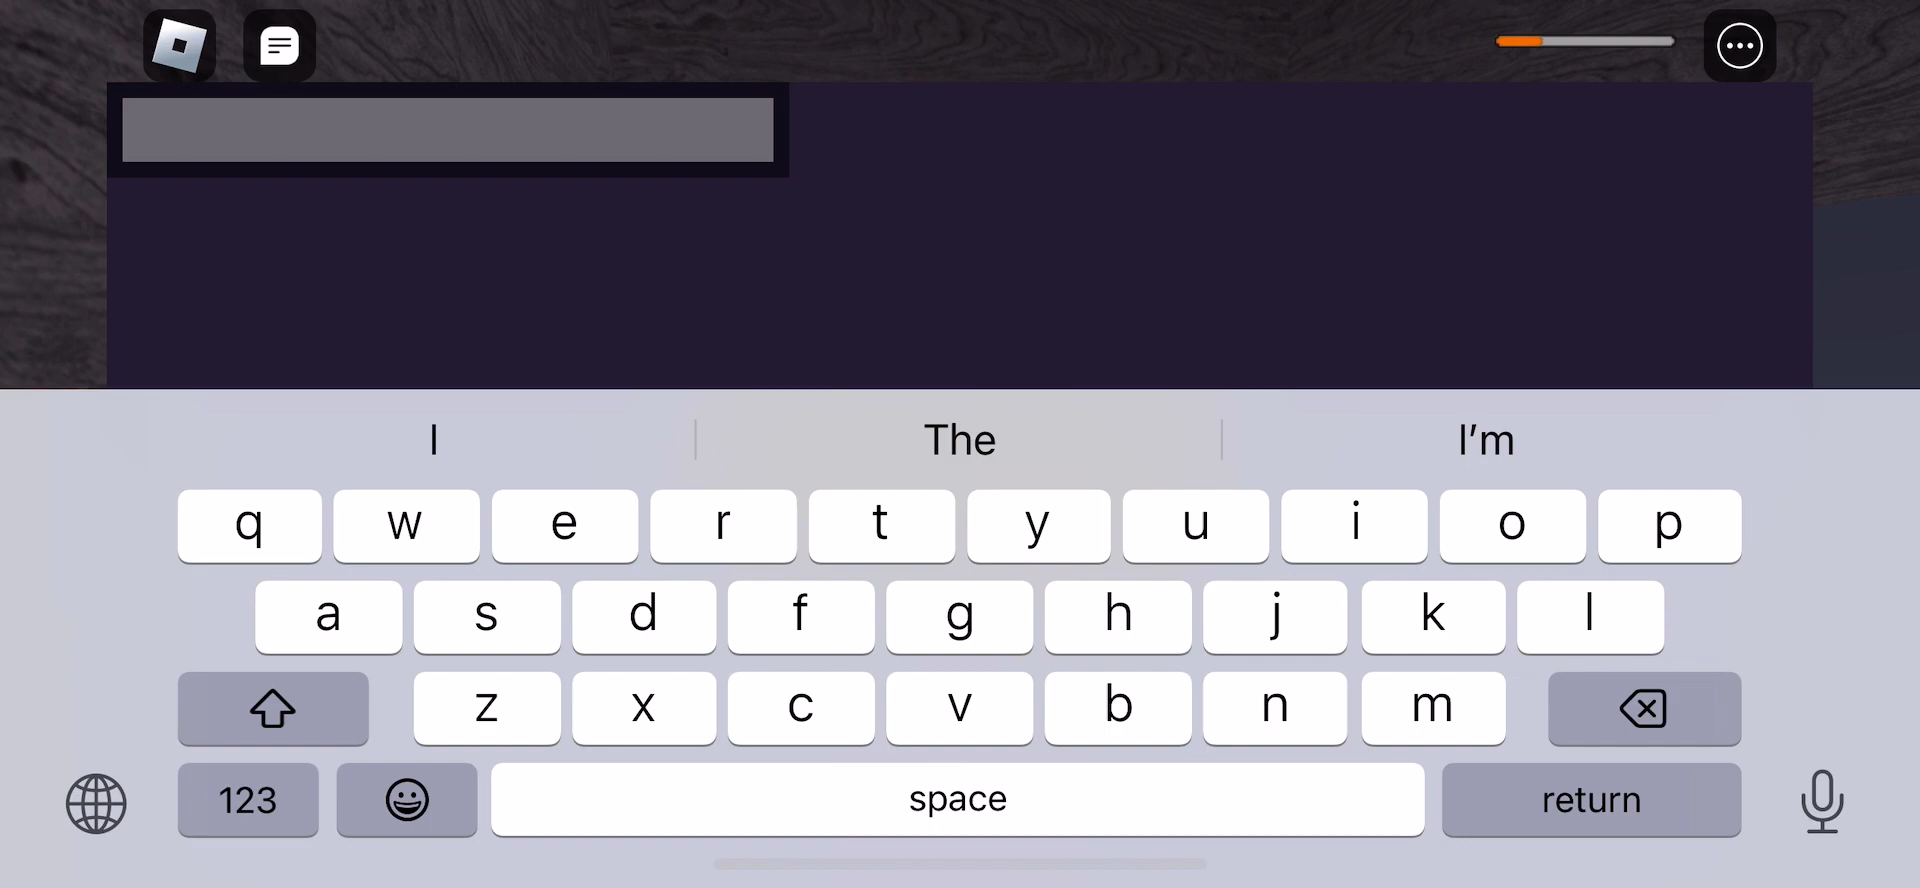 I The I’m
q w e r t y u i o p
a s d f g h j k l
z x c v b n m
123 space return